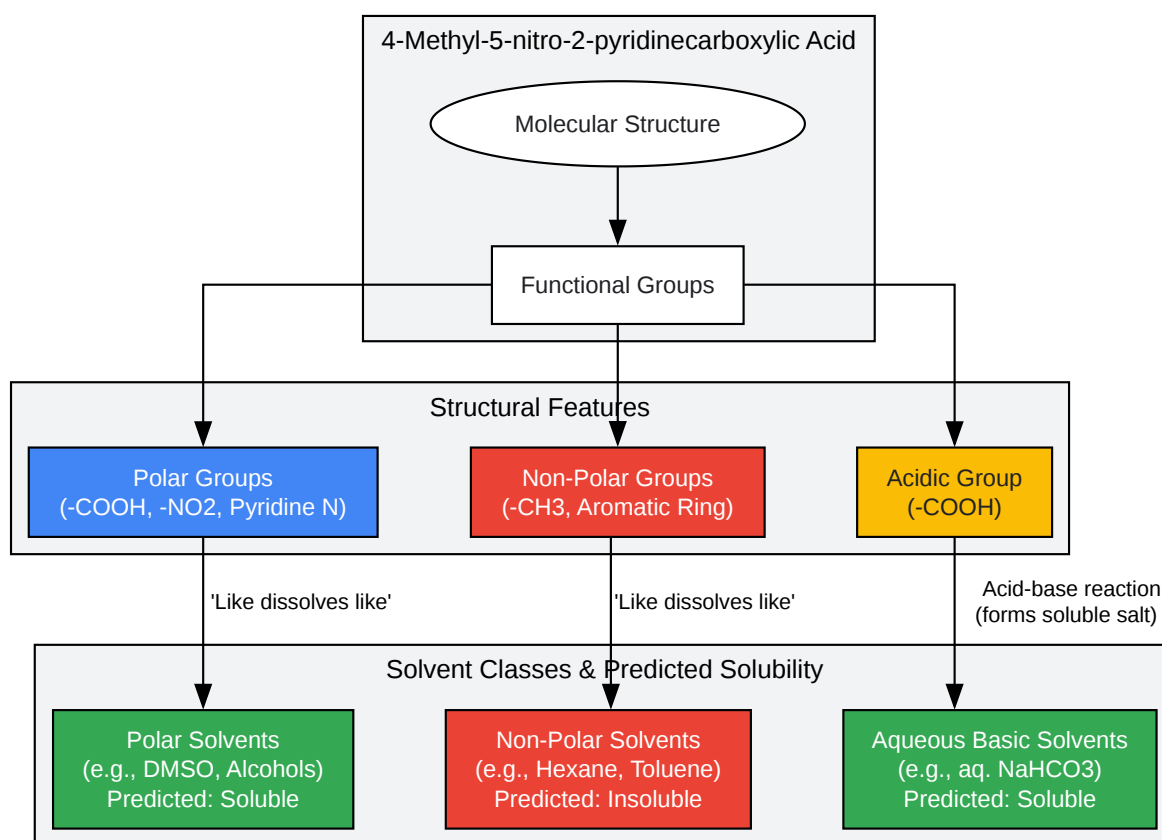 4-Methyl-5-nitro-2-pyridinecarboxylic Acid
Molecular Structure
Functional Groups
Structural Features
Polar Groups
(-COOH, -NO2, Pyridine N)
Non-Polar Groups
(-CH3, Aromatic Ring)
Acidic Group
(-COOH)
'Like dissolves like'
'Like dissolves like'
Acid-base reaction
(forms soluble salt)
Solvent Classes & Predicted Solubility
Polar Solvents
(e.g., DMSO, Alcohols)
Predicted: Soluble
Non-Polar Solvents
(e.g., Hexane, Toluene)
Predicted: Insoluble
Aqueous Basic Solvents
(e.g., aq. NaHCO3)
Predicted: Soluble